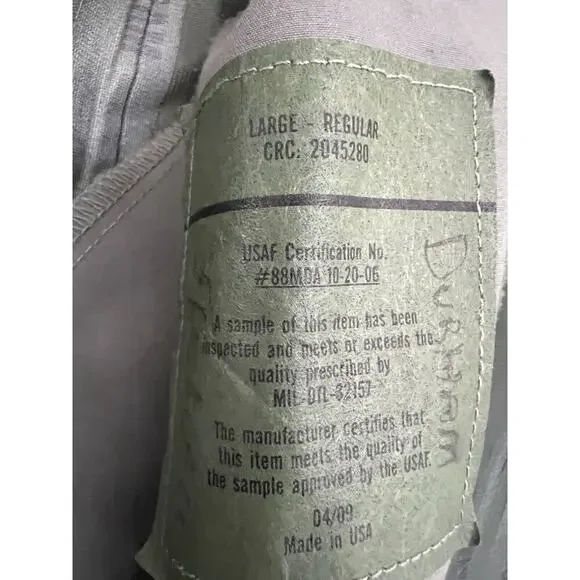 LARGE - REGULAR
CRC: 2045280
USAF Certification No.
#88MDA 10-20-06
A sample of this item has been
inspected and meets or exceeds the
quality prescribed by
MIL-DTL-32157
The manufacturer certifies that
this item meets the quality of
the sample approved by the USAF.
04/09
Made in USA
DURHAM